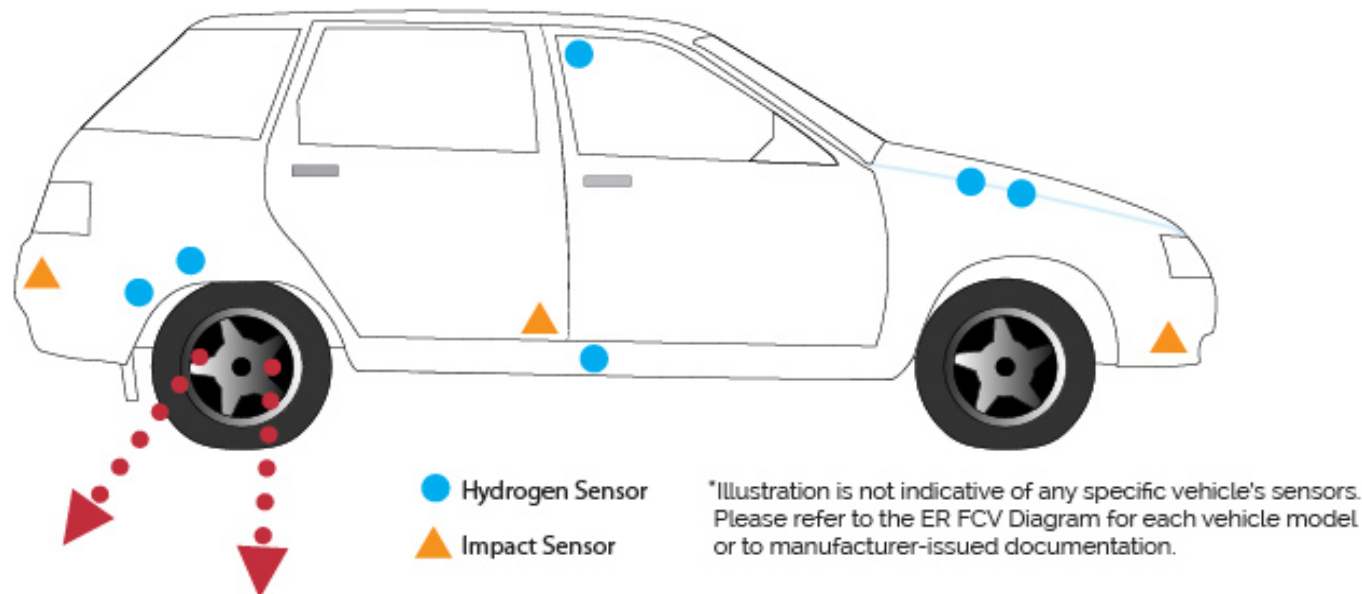 Hydrogen Sensor
Impact Sensor
*Illustration is not indicative of any specific vehicle's sensors.
Please refer to the ER FCV Diagram for each vehicle model
or to manufacturer-issued documentation.